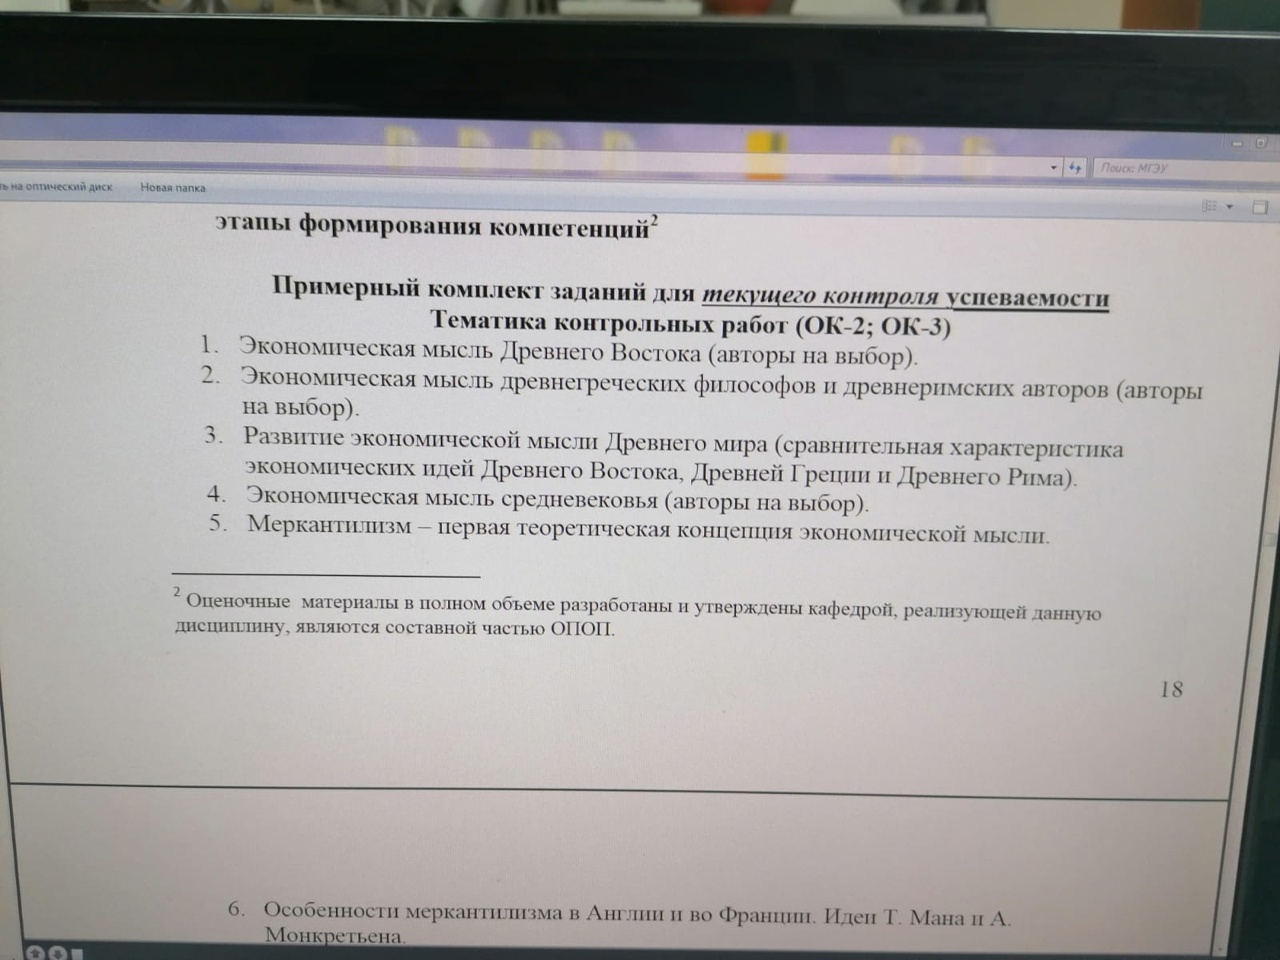 ть на оптический диск Новая папка
Поиск: МГЭУ
этапы формирования компетенций2
Примерный комплект заданий для текущего контроля успеваемости
Тематика контрольных работ (ОК-2; ОК-3)
1. Экономическая мысль Древнего Востока (авторы на выбор).
2. Экономическая мысль древнегреческих философов и древнеримских авторов (авторы
на выбор).
3. Развитие экономической мысли Древнего мира (сравнительная характеристика
экономических идей Древнего Востока, Древней Греции и Древнего Рима).
4. Экономическая мысль средневековья (авторы на выбор).
5. Меркантилизм – первая теоретическая концепция экономической мысли.
2 Оценочные материалы в полном объеме разработаны и утверждены кафедрой, реализующей данную
дисциплину, являются составной частью ОПОП.
18
6. Особенности меркантилизма в Англии и во Франции. Идеи Т. Мана и А.
Монкретьена.